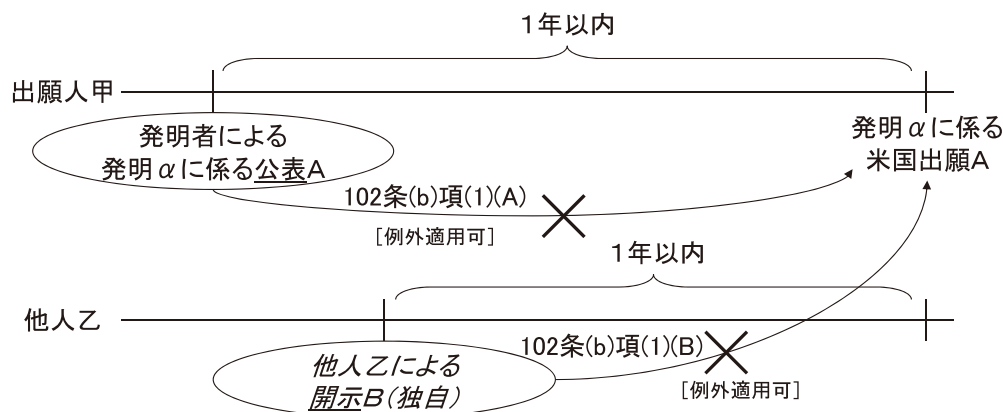 1年以内
出願人甲
発明者による
発明αに係る公表A
発明αに係る
米国出願A
102条(b)項(1)(A)
[例外適用可]
1年以内
他人乙
102条(b)項(1)(B)
他人乙による
開示B(独自)
[例外適用可]